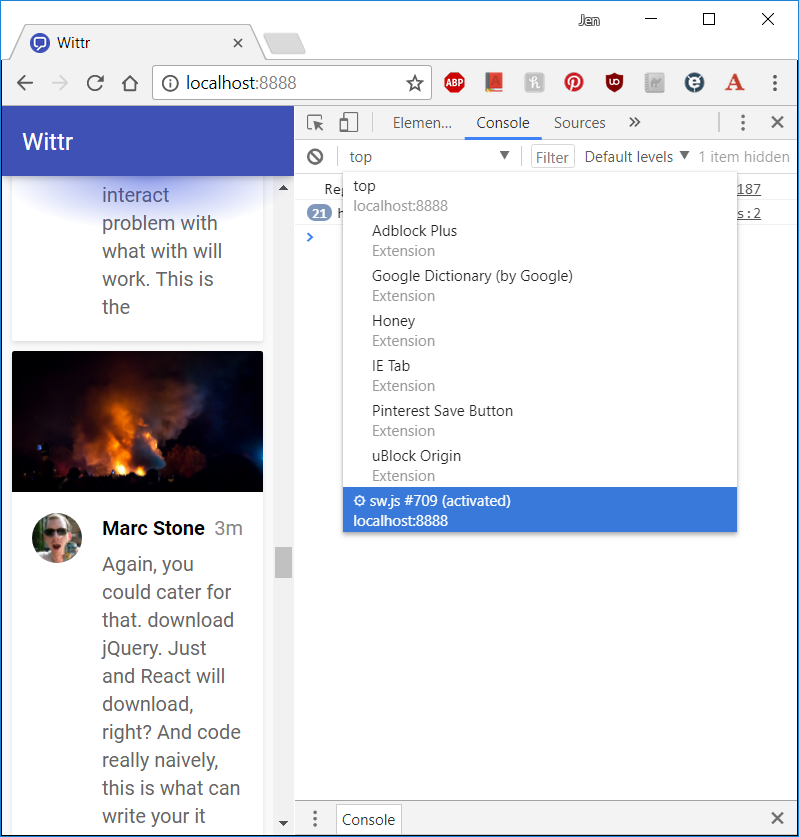 Jen
Wittr
localhost:8888
ABP
Wittr
interact
problem with
what with will
work. This is
the
Marc Stone 3m
Again, you
could cater for
that. download
jQuery. Just
and React will
download,
right? And code
really naively,
this is what can
write your it
Elemen... Console Sources
top Filter Default levels 1 item hidden
Reg 187
21 h s:2
top
localhost:8888
Adblock Plus
Extension
Google Dictionary (by Google)
Extension
Honey
Extension
IE Tab
Extension
Pinterest Save Button
Extension
uBlock Origin
Extension
sw.js #709 (activated)
localhost:8888
Console